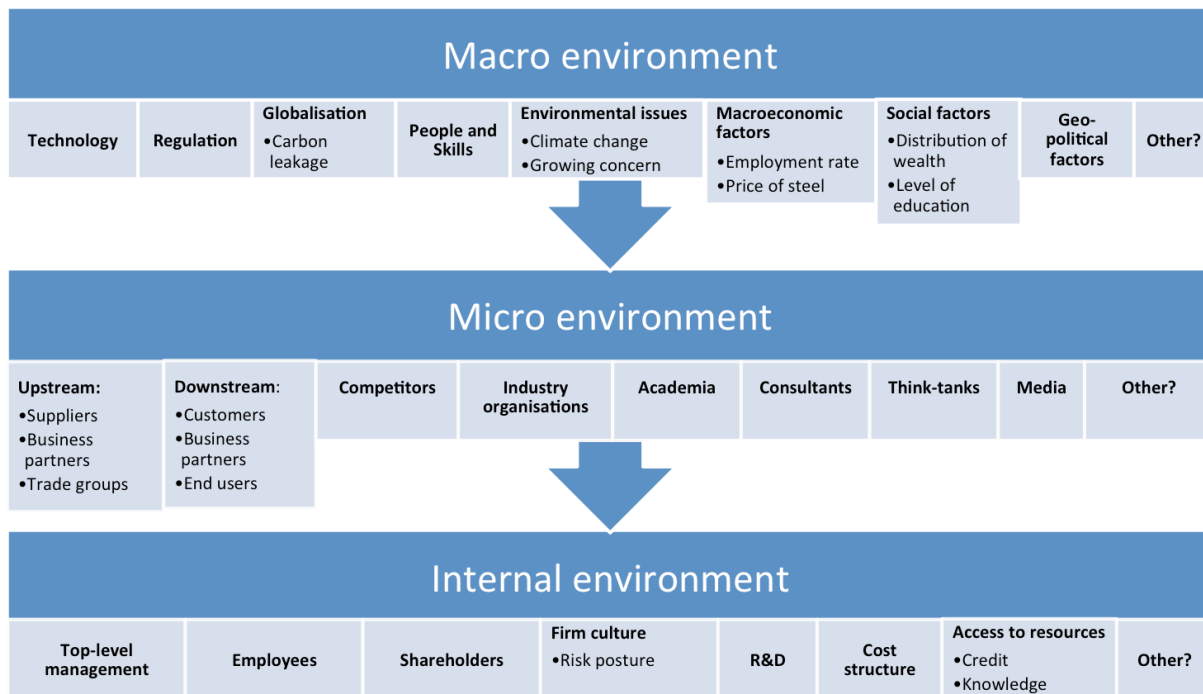 Macro environment
Technology
Regulation
Globalisation
•Carbon
leakage
People and
Skills
Environmental issues
•Climate change
•Growing concern
Macroeconomic
factors
•Employment rate
•Price of steel
Social factors
•Distribution of
wealth
•Level of
education
Geo-
political
factors
Other?
Micro environment
Upstream:
•Suppliers
•Business
partners
•Trade groups
Downstream:
•Customers
•Business
partners
•End users
Competitors
Industry
organisations
Academia
Consultants
Think-tanks
Media
Other?
Internal environment
Top-level
management
Employees
Shareholders
Firm culture
•Risk posture
R&D
Cost
structure
Access to resources
•Credit
•Knowledge
Other?